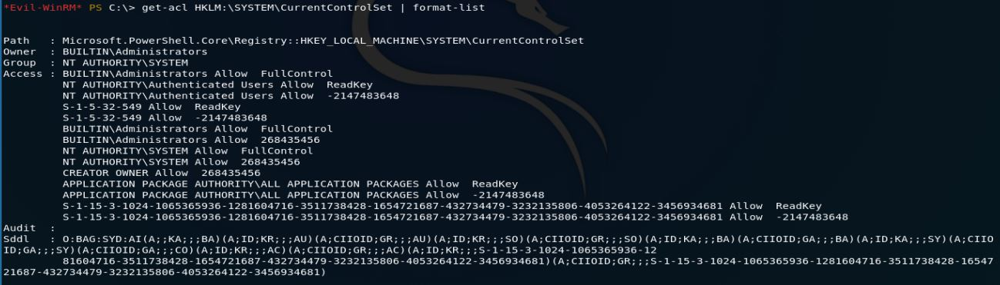 *Evil-WinRM* PS C:\> get-acl HKLM:\SYSTEM\CurrentControlSet | format-list
Path   : Microsoft.PowerShell.Core\Registry::HKEY_LOCAL_MACHINE\SYSTEM\CurrentControlSet
Owner  : BUILTIN\Administrators
Group  : NT AUTHORITY\SYSTEM
Access : BUILTIN\Administrators Allow  FullControl
         NT AUTHORITY\Authenticated Users Allow  ReadKey
         NT AUTHORITY\Authenticated Users Allow  -2147483648
         S-1-5-32-549 Allow  ReadKey
         S-1-5-32-549 Allow  -2147483648
         BUILTIN\Administrators Allow  FullControl
         BUILTIN\Administrators Allow  268435456
         NT AUTHORITY\SYSTEM Allow  FullControl
         NT AUTHORITY\SYSTEM Allow  268435456
         CREATOR OWNER Allow  268435456
         APPLICATION PACKAGE AUTHORITY\ALL APPLICATION PACKAGES Allow  ReadKey
         APPLICATION PACKAGE AUTHORITY\ALL APPLICATION PACKAGES Allow  -2147483648
         S-1-15-3-1024-1065365936-1281604716-3511738428-1654721687-432734479-3232135806-4053264122-3456934681 Allow  ReadKey
         S-1-15-3-1024-1065365936-1281604716-3511738428-1654721687-432734479-3232135806-4053264122-3456934681 Allow  -2147483648
Audit  :
Sddl   : O:BAG:SYD:AI(A;;KA;;;BA)(A;ID;KR;;;AU)(A;CIIOID;GR;;;AU)(A;ID;KR;;;SO)(A;CIIOID;GR;;;SO)(A;ID;KA;;;BA)(A;CIIOID;GA;;;BA)(A;ID;KA;;;SY)(A;CIIO
ID;GA;;;SY)(A;CIIOID;GA;;;CO)(A;ID;KR;;;AC)(A;CIIOID;GR;;;AC)(A;ID;KR;;;S-1-15-3-1024-1065365936-12
         81604716-3511738428-1654721687-432734479-3232135806-4053264122-3456934681)(A;CIIOID;GR;;;S-1-15-3-1024-1065365936-1281604716-3511738428-16547
21687-432734479-3232135806-4053264122-3456934681)